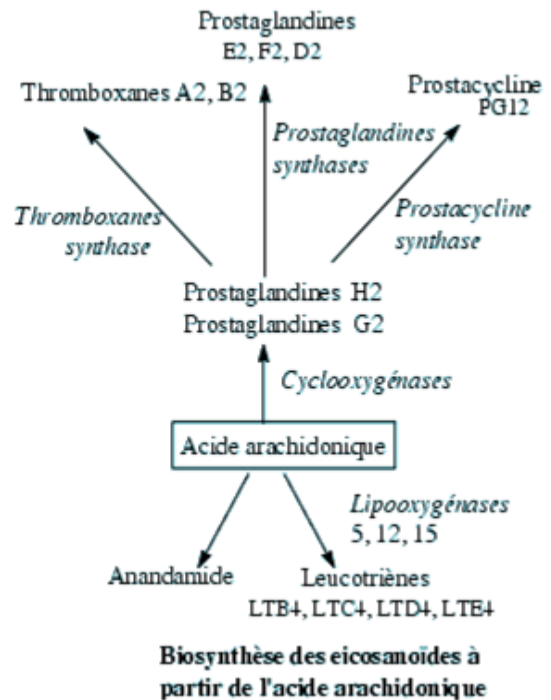 Prostaglandines
E2, F2, D2
Thromboxanes A2, B2
Prostacycline
PG12
Prostaglandines
synthases
Thromboxanes
synthase
Prostacycline
synthase
Prostaglandines H2
Prostaglandines G2
Cyclooxygénases
Acide arachidonique
Lipooxygénases
5, 12, 15
Anandamide
Leucotriènes
LTB4, LTC4, LTD4, LTE4
Biosynthèse des eicosanoïdes à
partir de l'acide arachidonique